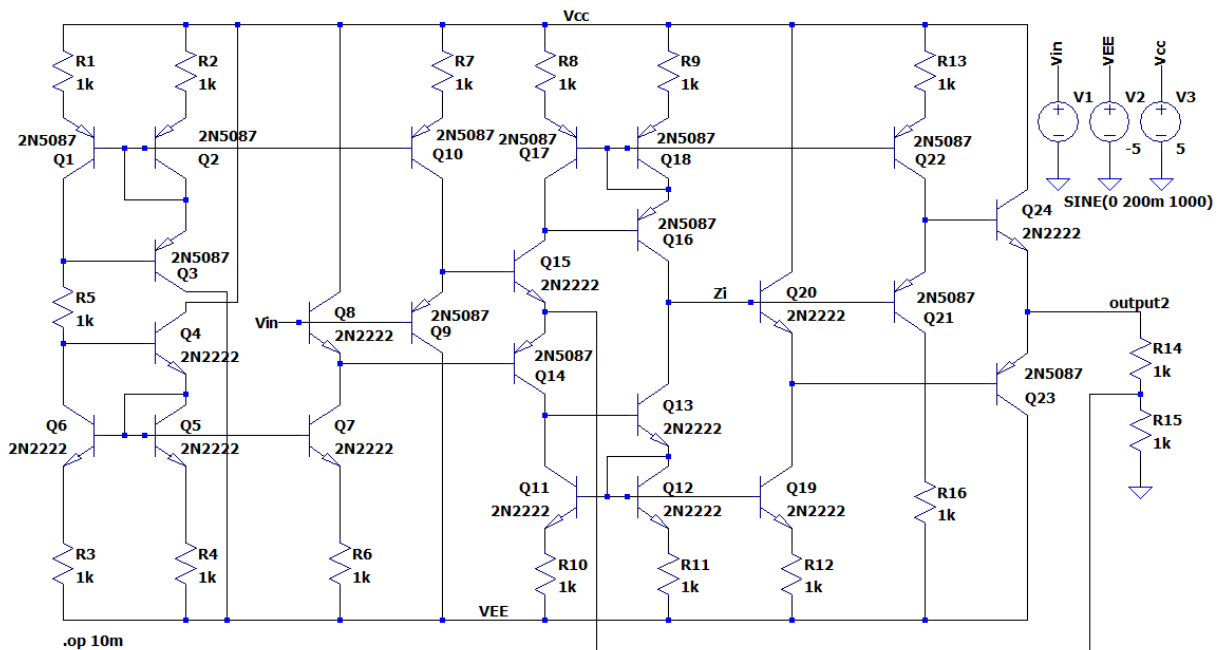 Vcc
R1
1k
R2
1k
R7
1k
R8
1k
R9
1k
R13
1k
Vin
VEE
Vcc
V1
V2
V3
-5
5
SINE(0 200m 1000)
2N5087
Q1
2N5087
Q2
2N5087
Q10
2N5087
Q17
2N5087
Q18
2N5087
Q22
2N5087
Q3
2N5087
Q16
Q24
2N2222
R5
1k
Q4
2N2222
Vin
Q8
2N2222
2N5087
Q9
Q15
2N2222
2N5087
Q14
Zi
Q20
2N2222
2N5087
Q21
output2
2N5087
Q23
R14
1k
R15
1k
Q6
2N2222
Q5
2N2222
Q7
2N2222
Q13
2N2222
Q11
2N2222
Q12
2N2222
Q19
2N2222
R16
1k
R3
1k
R4
1k
R6
1k
R10
1k
R11
1k
R12
1k
VEE
.op 10m